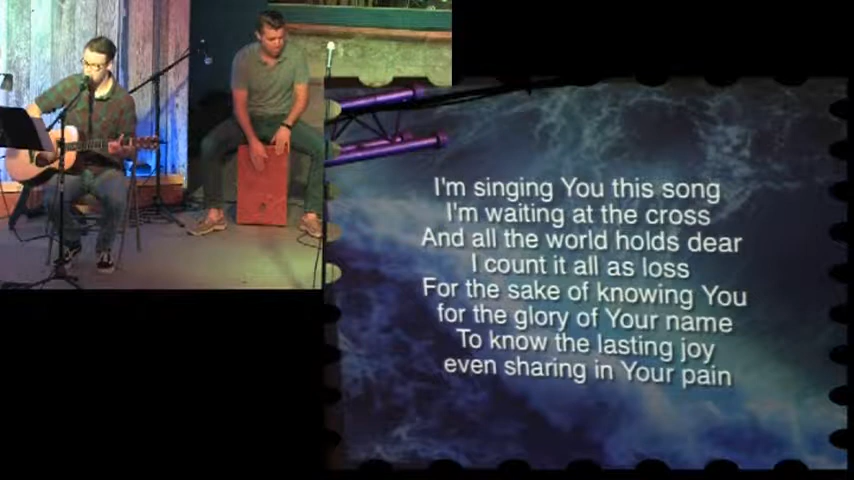 I'm singing You this song
I'm waiting at the cross
And all the world holds dear
I count it all as loss
For the sake of knowing You
for the glory of Your name
To know the lasting joy
even sharing in Your pain